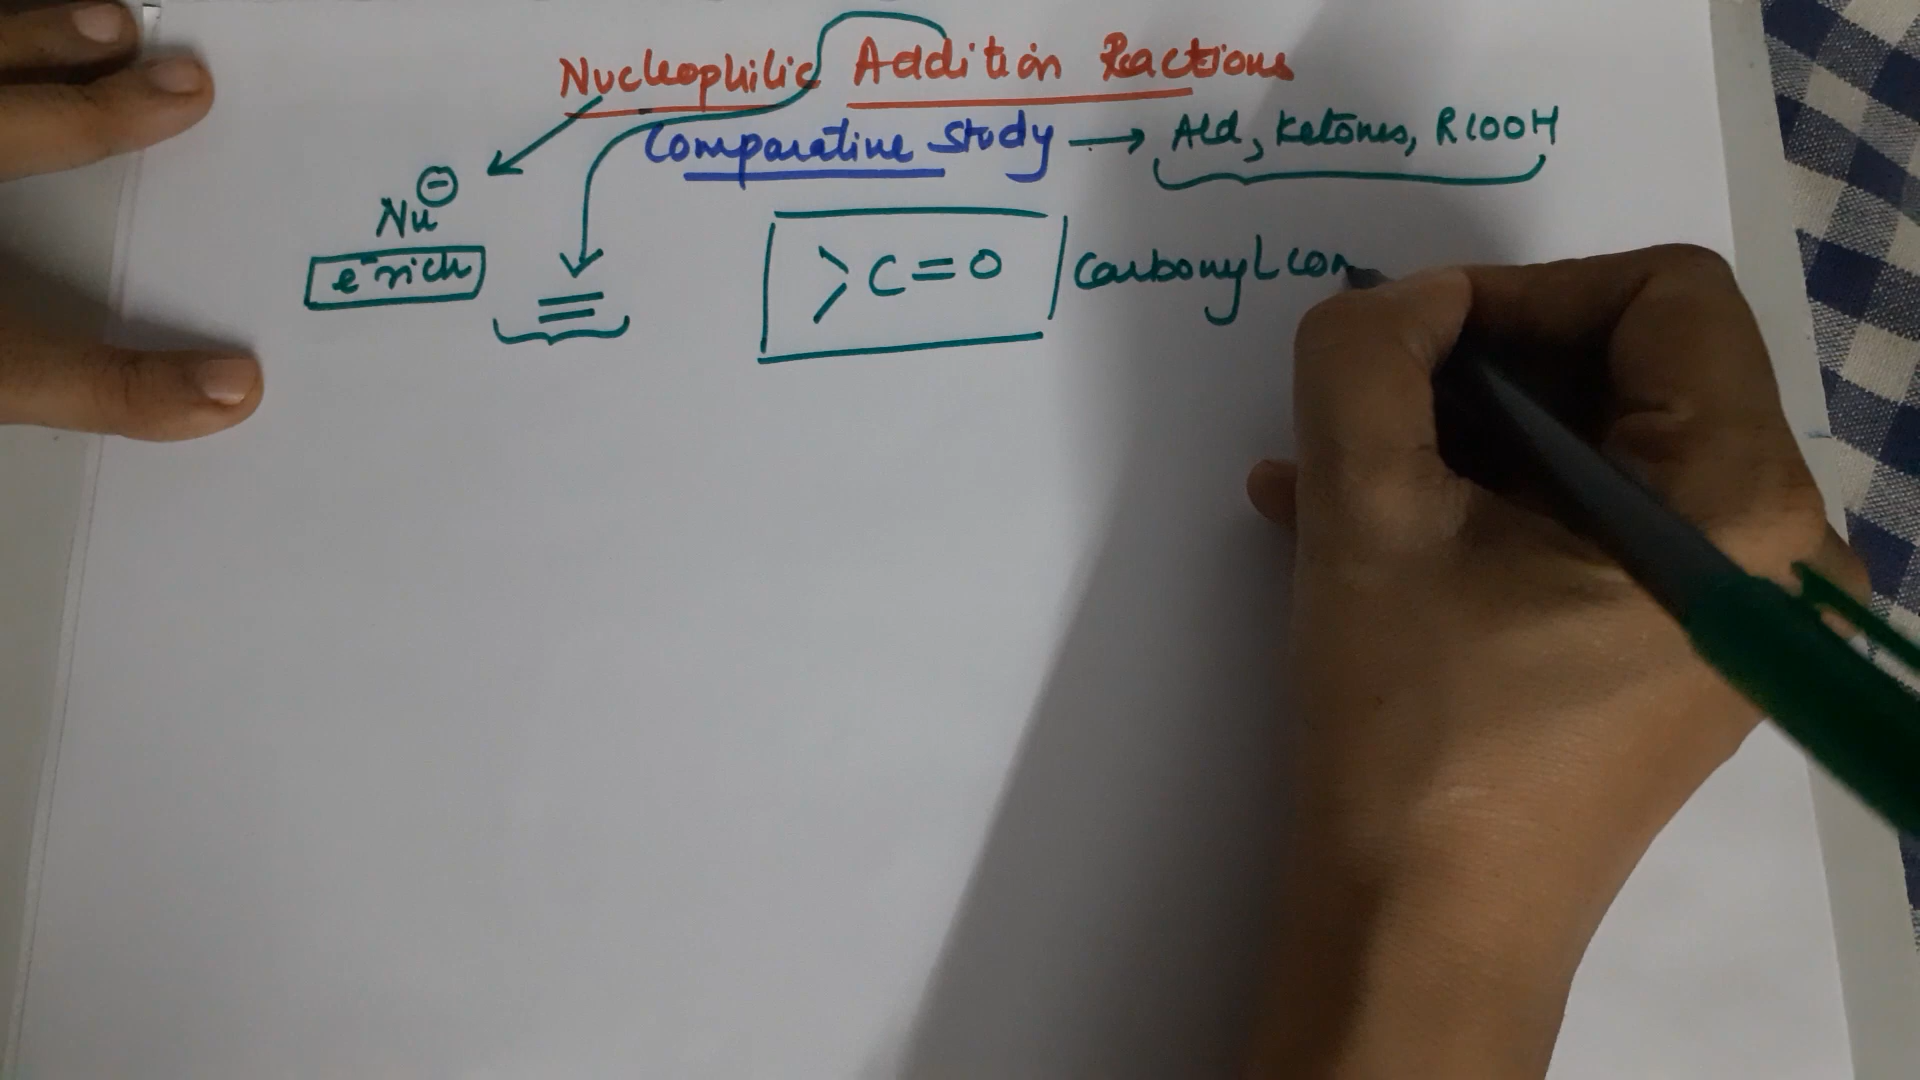 Nucleophilic Addition Reactions
Comparative Study → Ald, Ketones, RCOOH
Nu⊖
e⁻rich
>C=O
Carbonyl com